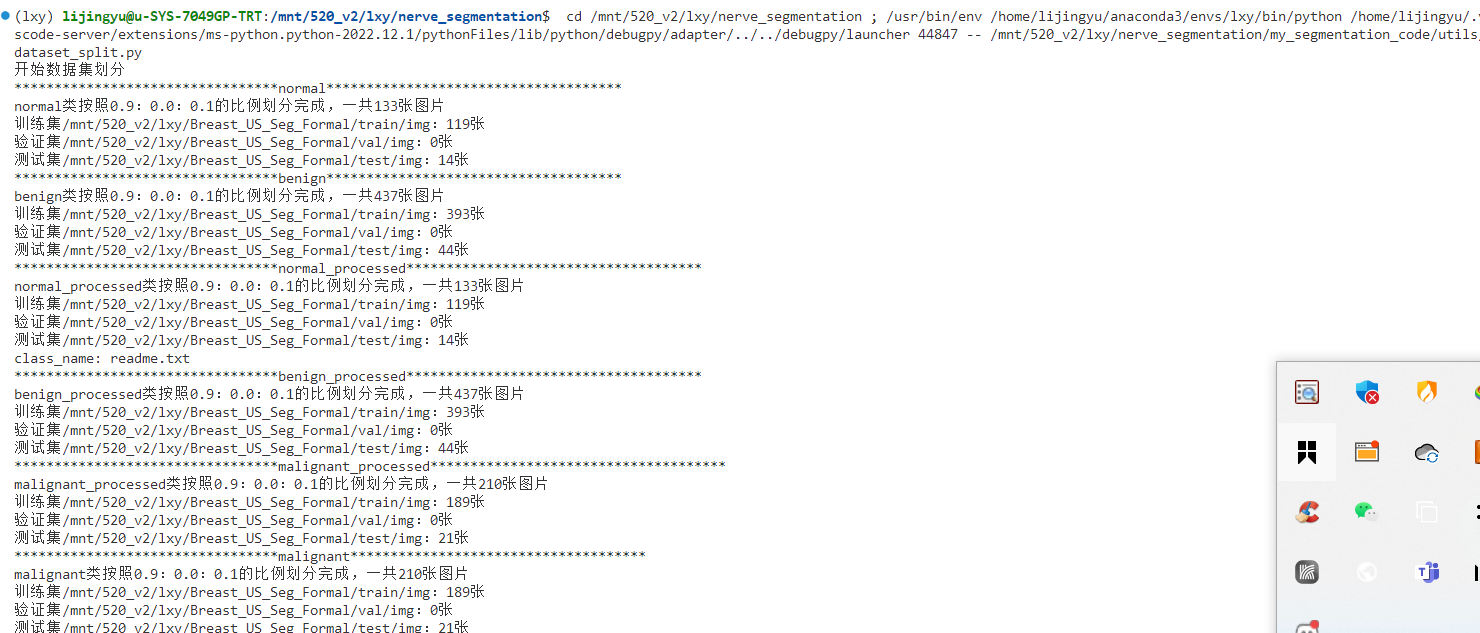 (lxy) lijingyu@u-SYS-7049GP-TRT:/mnt/520_v2/lxy/nerve_segmentation$  cd /mnt/520_v2/lxy/nerve_segmentation ; /usr/bin/env /home/lijingyu/anaconda3/envs/lxy/bin/python /home/lijingyu/.v
scode-server/extensions/ms-python.python-2022.12.1/pythonFiles/lib/python/debugpy/adapter/../../debugpy/launcher 44847 -- /mnt/520_v2/lxy/nerve_segmentation/my_segmentation_code/utils/
dataset_split.py
开始数据集划分
*********************************normal*************************************
normal类按照0.9：0.0：0.1的比例划分完成，一共133张图片
训练集/mnt/520_v2/lxy/Breast_US_Seg_Formal/train/img：119张
验证集/mnt/520_v2/lxy/Breast_US_Seg_Formal/val/img：0张
测试集/mnt/520_v2/lxy/Breast_US_Seg_Formal/test/img：14张
*********************************benign*************************************
benign类按照0.9：0.0：0.1的比例划分完成，一共437张图片
训练集/mnt/520_v2/lxy/Breast_US_Seg_Formal/train/img：393张
验证集/mnt/520_v2/lxy/Breast_US_Seg_Formal/val/img：0张
测试集/mnt/520_v2/lxy/Breast_US_Seg_Formal/test/img：44张
*********************************normal_processed*************************************
normal_processed类按照0.9：0.0：0.1的比例划分完成，一共133张图片
训练集/mnt/520_v2/lxy/Breast_US_Seg_Formal/train/img：119张
验证集/mnt/520_v2/lxy/Breast_US_Seg_Formal/val/img：0张
测试集/mnt/520_v2/lxy/Breast_US_Seg_Formal/test/img：14张
class_name: readme.txt
*********************************benign_processed*************************************
benign_processed类按照0.9：0.0：0.1的比例划分完成，一共437张图片
训练集/mnt/520_v2/lxy/Breast_US_Seg_Formal/train/img：393张
验证集/mnt/520_v2/lxy/Breast_US_Seg_Formal/val/img：0张
测试集/mnt/520_v2/lxy/Breast_US_Seg_Formal/test/img：44张
*********************************malignant_processed*************************************
malignant_processed类按照0.9：0.0：0.1的比例划分完成，一共210张图片
训练集/mnt/520_v2/lxy/Breast_US_Seg_Formal/train/img：189张
验证集/mnt/520_v2/lxy/Breast_US_Seg_Formal/val/img：0张
测试集/mnt/520_v2/lxy/Breast_US_Seg_Formal/test/img：21张
*********************************malignant*************************************
malignant类按照0.9：0.0：0.1的比例划分完成，一共210张图片
训练集/mnt/520_v2/lxy/Breast_US_Seg_Formal/train/img：189张
验证集/mnt/520_v2/lxy/Breast_US_Seg_Formal/val/img：0张
测试集/mnt/520_v2/lxy/Breast_US_Seg_Formal/test/img：21张